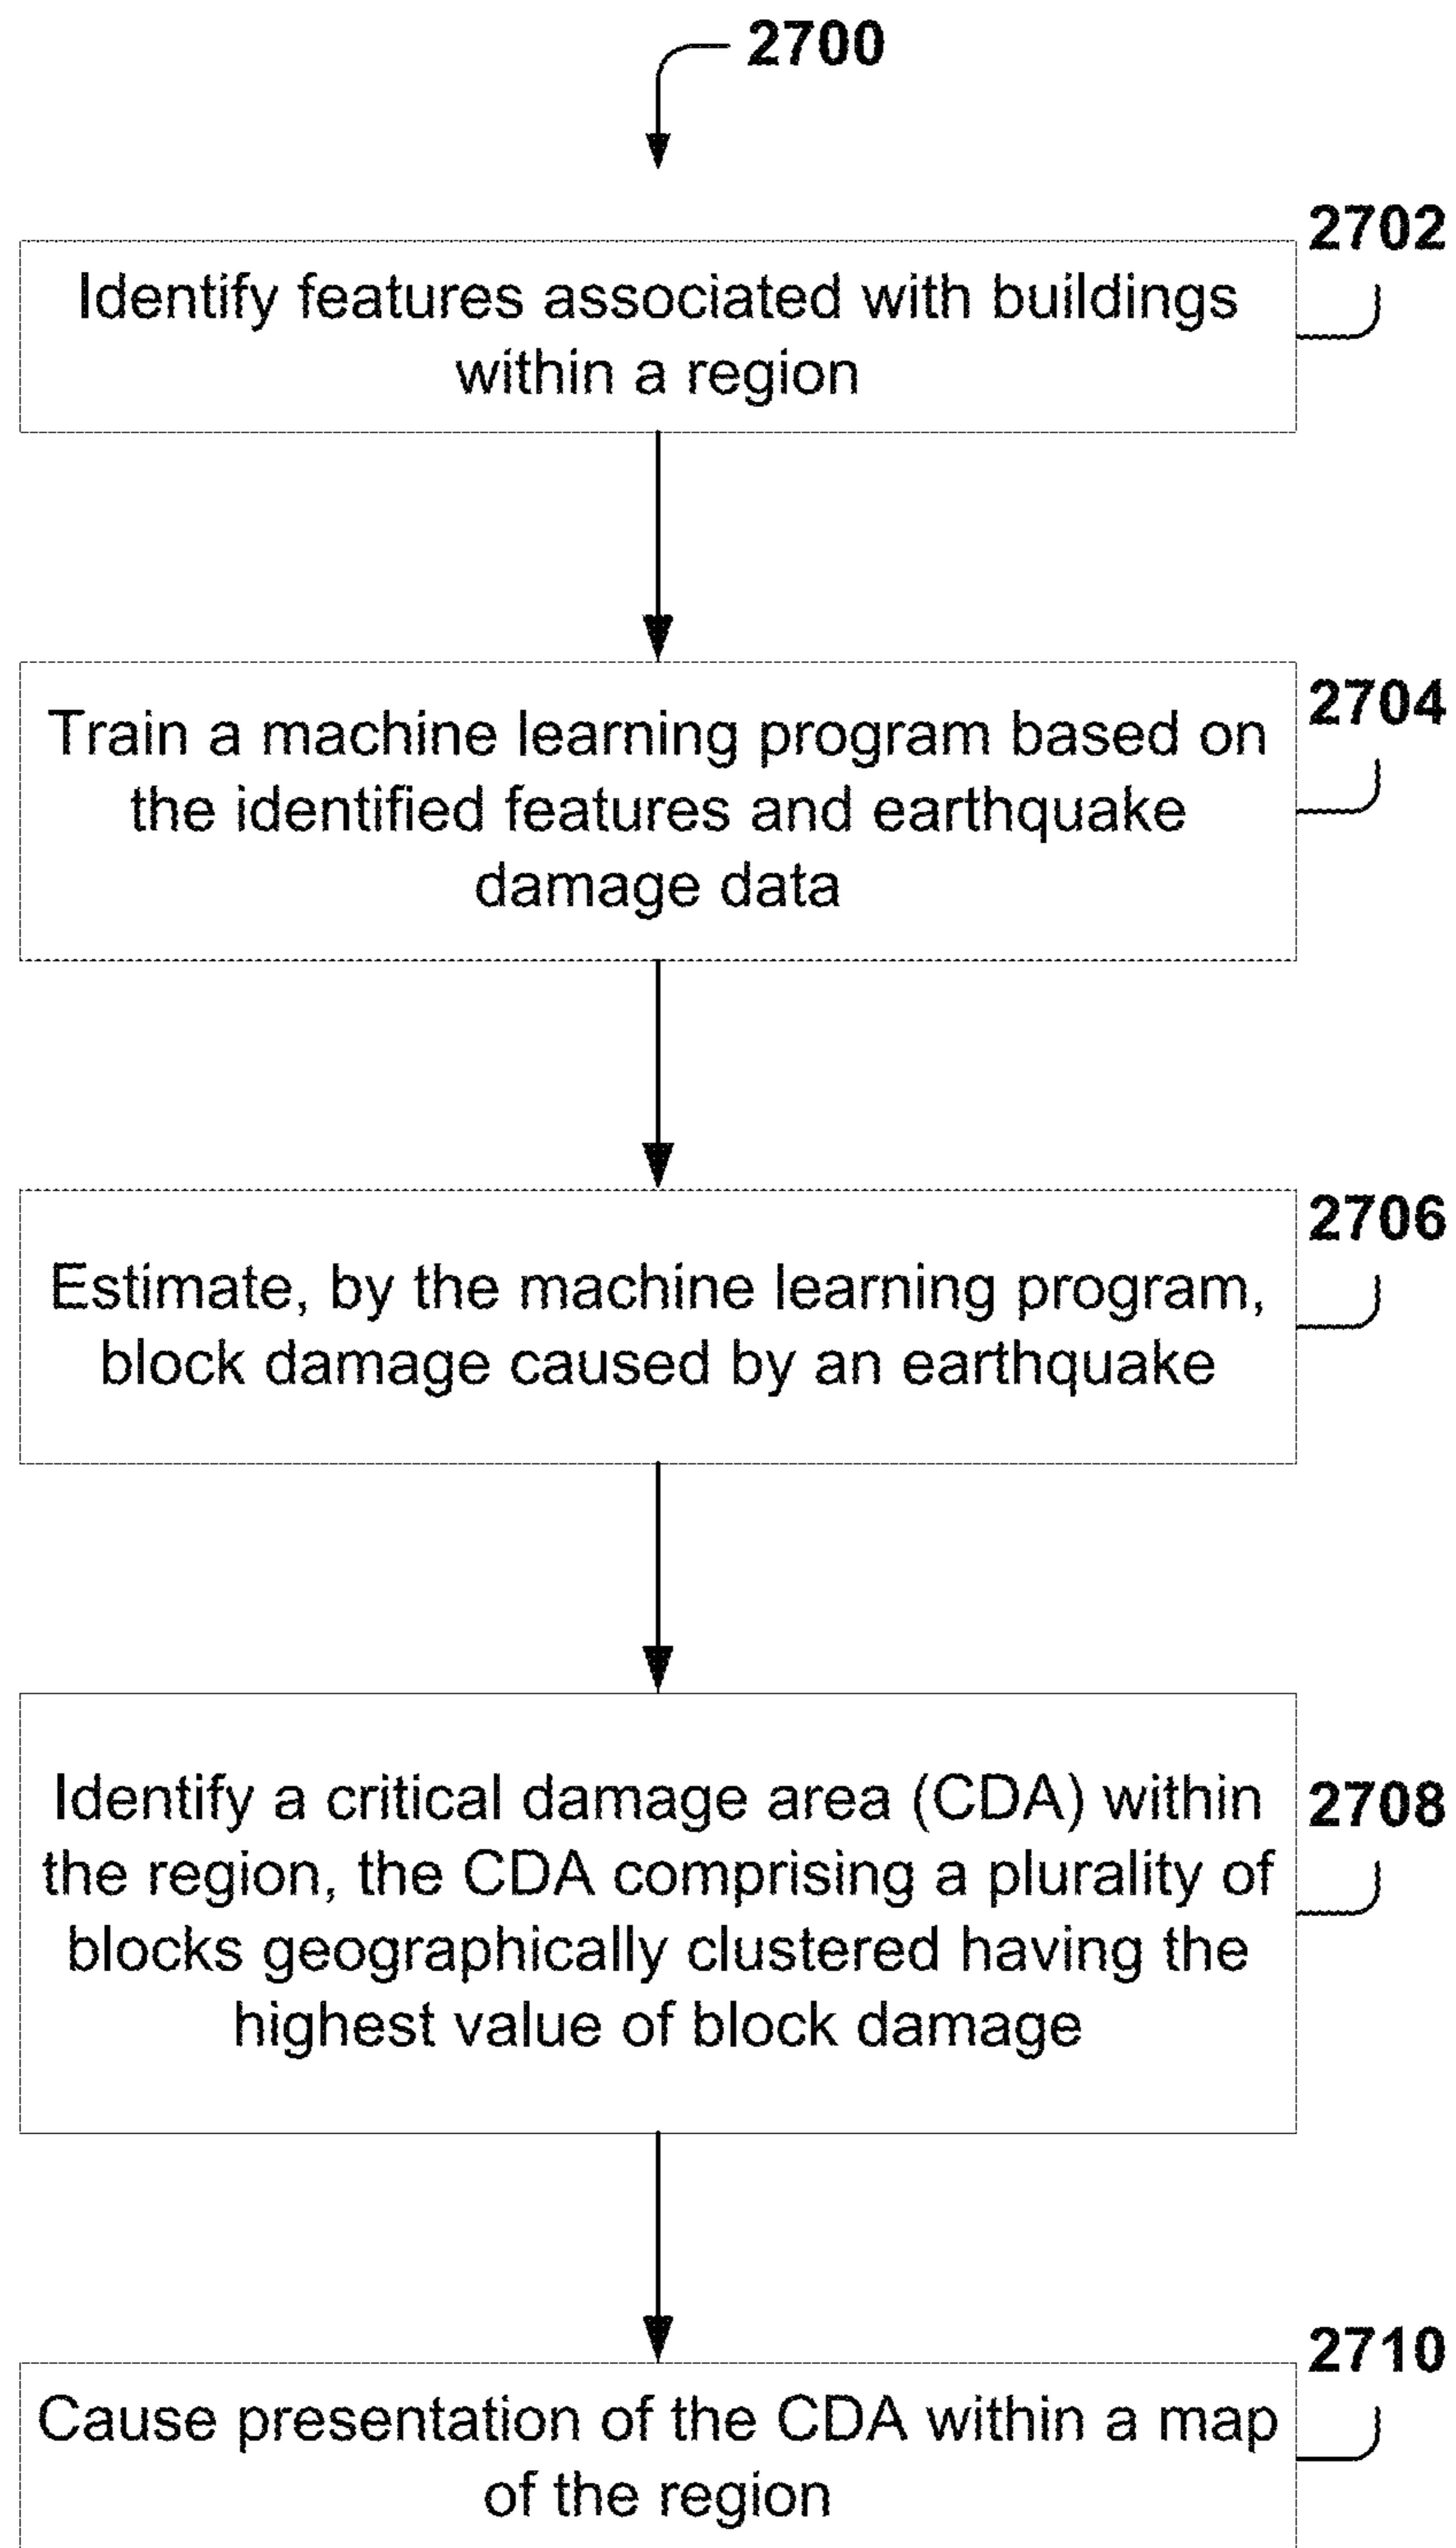 2700
2702
Identify features associated with buildings
within a region
2704
Train a machine learning program based on
the identified features and earthquake
damage data
2706
Estimate, by the machine learning program,
block damage caused by an earthquake
2708
Identify a critical damage area (CDA) within
the region, the CDA comprising a plurality of
blocks geographically clustered having the
highest value of block damage
2710
Cause presentation of the CDA within a map
of the region